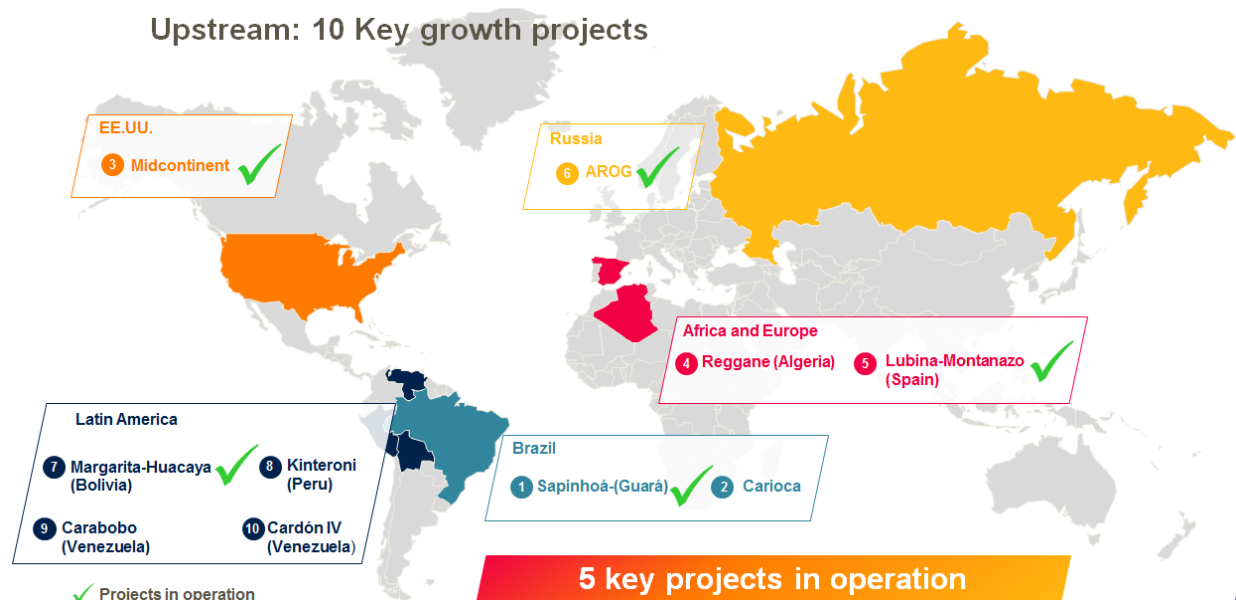 Upstream: 10 Key growth projects
EE.UU.
3 Midcontinent
Russia
6 AROG
Africa and Europe
4 Reggane (Algeria)
5 Lubina-Montanazo
(Spain)
Latin America
7 Margarita-Huacaya
(Bolivia)
8 Kinteroni
(Peru)
9 Carabobo
(Venezuela)
10 Cardón IV
(Venezuela)
Brazil
1 Sapinhoá-(Guará)
2 Carioca
5 key projects in operation
Projects in operation